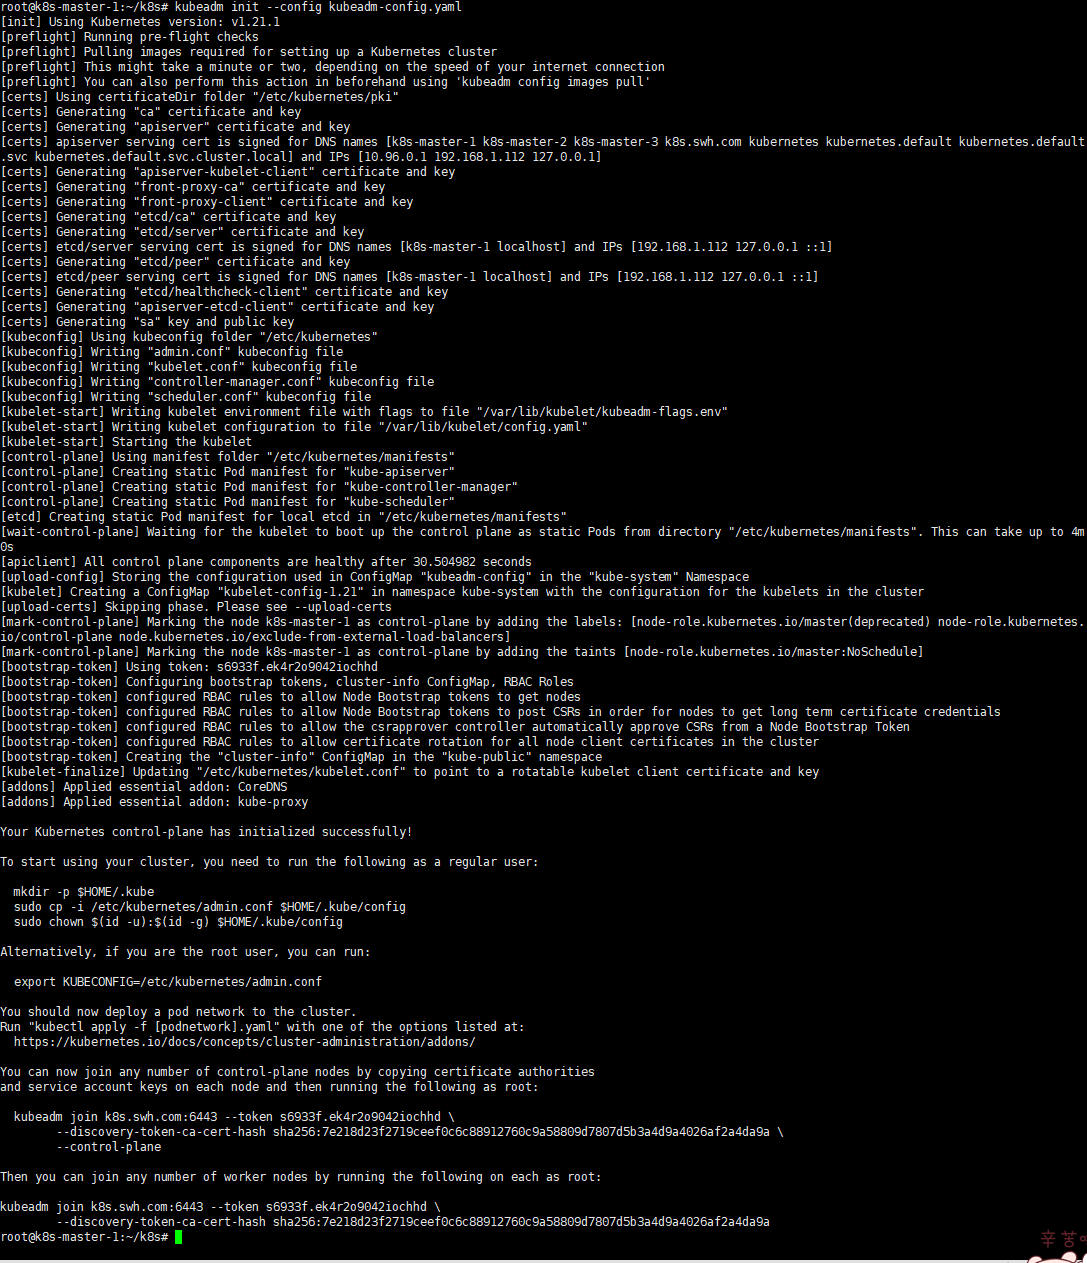 root@k8s-master-1:~/k8s# kubeadm init --config kubeadm-config.yaml
[init] Using Kubernetes version: v1.21.1
[preflight] Running pre-flight checks
[preflight] Pulling images required for setting up a Kubernetes cluster
[preflight] This might take a minute or two, depending on the speed of your internet connection
[preflight] You can also perform this action in beforehand using 'kubeadm config images pull'
[certs] Using certificateDir folder "/etc/kubernetes/pki"
[certs] Generating "ca" certificate and key
[certs] Generating "apiserver" certificate and key
[certs] apiserver serving cert is signed for DNS names [k8s-master-1 k8s-master-2 k8s-master-3 k8s.swh.com kubernetes kubernetes.default kubernetes.default
.svc kubernetes.default.svc.cluster.local] and IPs [10.96.0.1 192.168.1.112 127.0.0.1]
[certs] Generating "apiserver-kubelet-client" certificate and key
[certs] Generating "front-proxy-ca" certificate and key
[certs] Generating "front-proxy-client" certificate and key
[certs] Generating "etcd/ca" certificate and key
[certs] Generating "etcd/server" certificate and key
[certs] etcd/server serving cert is signed for DNS names [k8s-master-1 localhost] and IPs [192.168.1.112 127.0.0.1 ::1]
[certs] Generating "etcd/peer" certificate and key
[certs] etcd/peer serving cert is signed for DNS names [k8s-master-1 localhost] and IPs [192.168.1.112 127.0.0.1 ::1]
[certs] Generating "etcd/healthcheck-client" certificate and key
[certs] Generating "apiserver-etcd-client" certificate and key
[certs] Generating "sa" key and public key
[kubeconfig] Using kubeconfig folder "/etc/kubernetes"
[kubeconfig] Writing "admin.conf" kubeconfig file
[kubeconfig] Writing "kubelet.conf" kubeconfig file
[kubeconfig] Writing "controller-manager.conf" kubeconfig file
[kubeconfig] Writing "scheduler.conf" kubeconfig file
[kubelet-start] Writing kubelet environment file with flags to file "/var/lib/kubelet/kubeadm-flags.env"
[kubelet-start] Writing kubelet configuration to file "/var/lib/kubelet/config.yaml"
[kubelet-start] Starting the kubelet
[control-plane] Using manifest folder "/etc/kubernetes/manifests"
[control-plane] Creating static Pod manifest for "kube-apiserver"
[control-plane] Creating static Pod manifest for "kube-controller-manager"
[control-plane] Creating static Pod manifest for "kube-scheduler"
[etcd] Creating static Pod manifest for local etcd in "/etc/kubernetes/manifests"
[wait-control-plane] Waiting for the kubelet to boot up the control plane as static Pods from directory "/etc/kubernetes/manifests". This can take up to 4m
0s
[apiclient] All control plane components are healthy after 30.504982 seconds
[upload-config] Storing the configuration used in ConfigMap "kubeadm-config" in the "kube-system" Namespace
[kubelet] Creating a ConfigMap "kubelet-config-1.21" in namespace kube-system with the configuration for the kubelets in the cluster
[upload-certs] Skipping phase. Please see --upload-certs
[mark-control-plane] Marking the node k8s-master-1 as control-plane by adding the labels: [node-role.kubernetes.io/master(deprecated) node-role.kubernetes.
io/control-plane node.kubernetes.io/exclude-from-external-load-balancers]
[mark-control-plane] Marking the node k8s-master-1 as control-plane by adding the taints [node-role.kubernetes.io/master:NoSchedule]
[bootstrap-token] Using token: s6933f.ek4r2o9042iochhd
[bootstrap-token] Configuring bootstrap tokens, cluster-info ConfigMap, RBAC Roles
[bootstrap-token] configured RBAC rules to allow Node Bootstrap tokens to get nodes
[bootstrap-token] configured RBAC rules to allow Node Bootstrap tokens to post CSRs in order for nodes to get long term certificate credentials
[bootstrap-token] configured RBAC rules to allow the csrapprover controller automatically approve CSRs from a Node Bootstrap Token
[bootstrap-token] configured RBAC rules to allow certificate rotation for all node client certificates in the cluster
[bootstrap-token] Creating the "cluster-info" ConfigMap in the "kube-public" namespace
[kubelet-finalize] Updating "/etc/kubernetes/kubelet.conf" to point to a rotatable kubelet client certificate and key
[addons] Applied essential addon: CoreDNS
[addons] Applied essential addon: kube-proxy
Your Kubernetes control-plane has initialized successfully!
To start using your cluster, you need to run the following as a regular user:
mkdir -p $HOME/.kube
sudo cp -i /etc/kubernetes/admin.conf $HOME/.kube/config
sudo chown $(id -u):$(id -g) $HOME/.kube/config
Alternatively, if you are the root user, you can run:
export KUBECONFIG=/etc/kubernetes/admin.conf
You should now deploy a pod network to the cluster.
Run "kubectl apply -f [podnetwork].yaml" with one of the options listed at:
https://kubernetes.io/docs/concepts/cluster-administration/addons/
You can now join any number of control-plane nodes by copying certificate authorities
and service account keys on each node and then running the following as root:
kubeadm join k8s.swh.com:6443 --token s6933f.ek4r2o9042iochhd \
--discovery-token-ca-cert-hash sha256:7e218d23f2719ceef0c6c88912760c9a58809d7807d5b3a4d9a4026af2a4da9a \
--control-plane
Then you can join any number of worker nodes by running the following on each as root:
kubeadm join k8s.swh.com:6443 --token s6933f.ek4r2o9042iochhd \
--discovery-token-ca-cert-hash sha256:7e218d23f2719ceef0c6c88912760c9a58809d7807d5b3a4d9a4026af2a4da9a
root@k8s-master-1:~/k8s#
辛苦